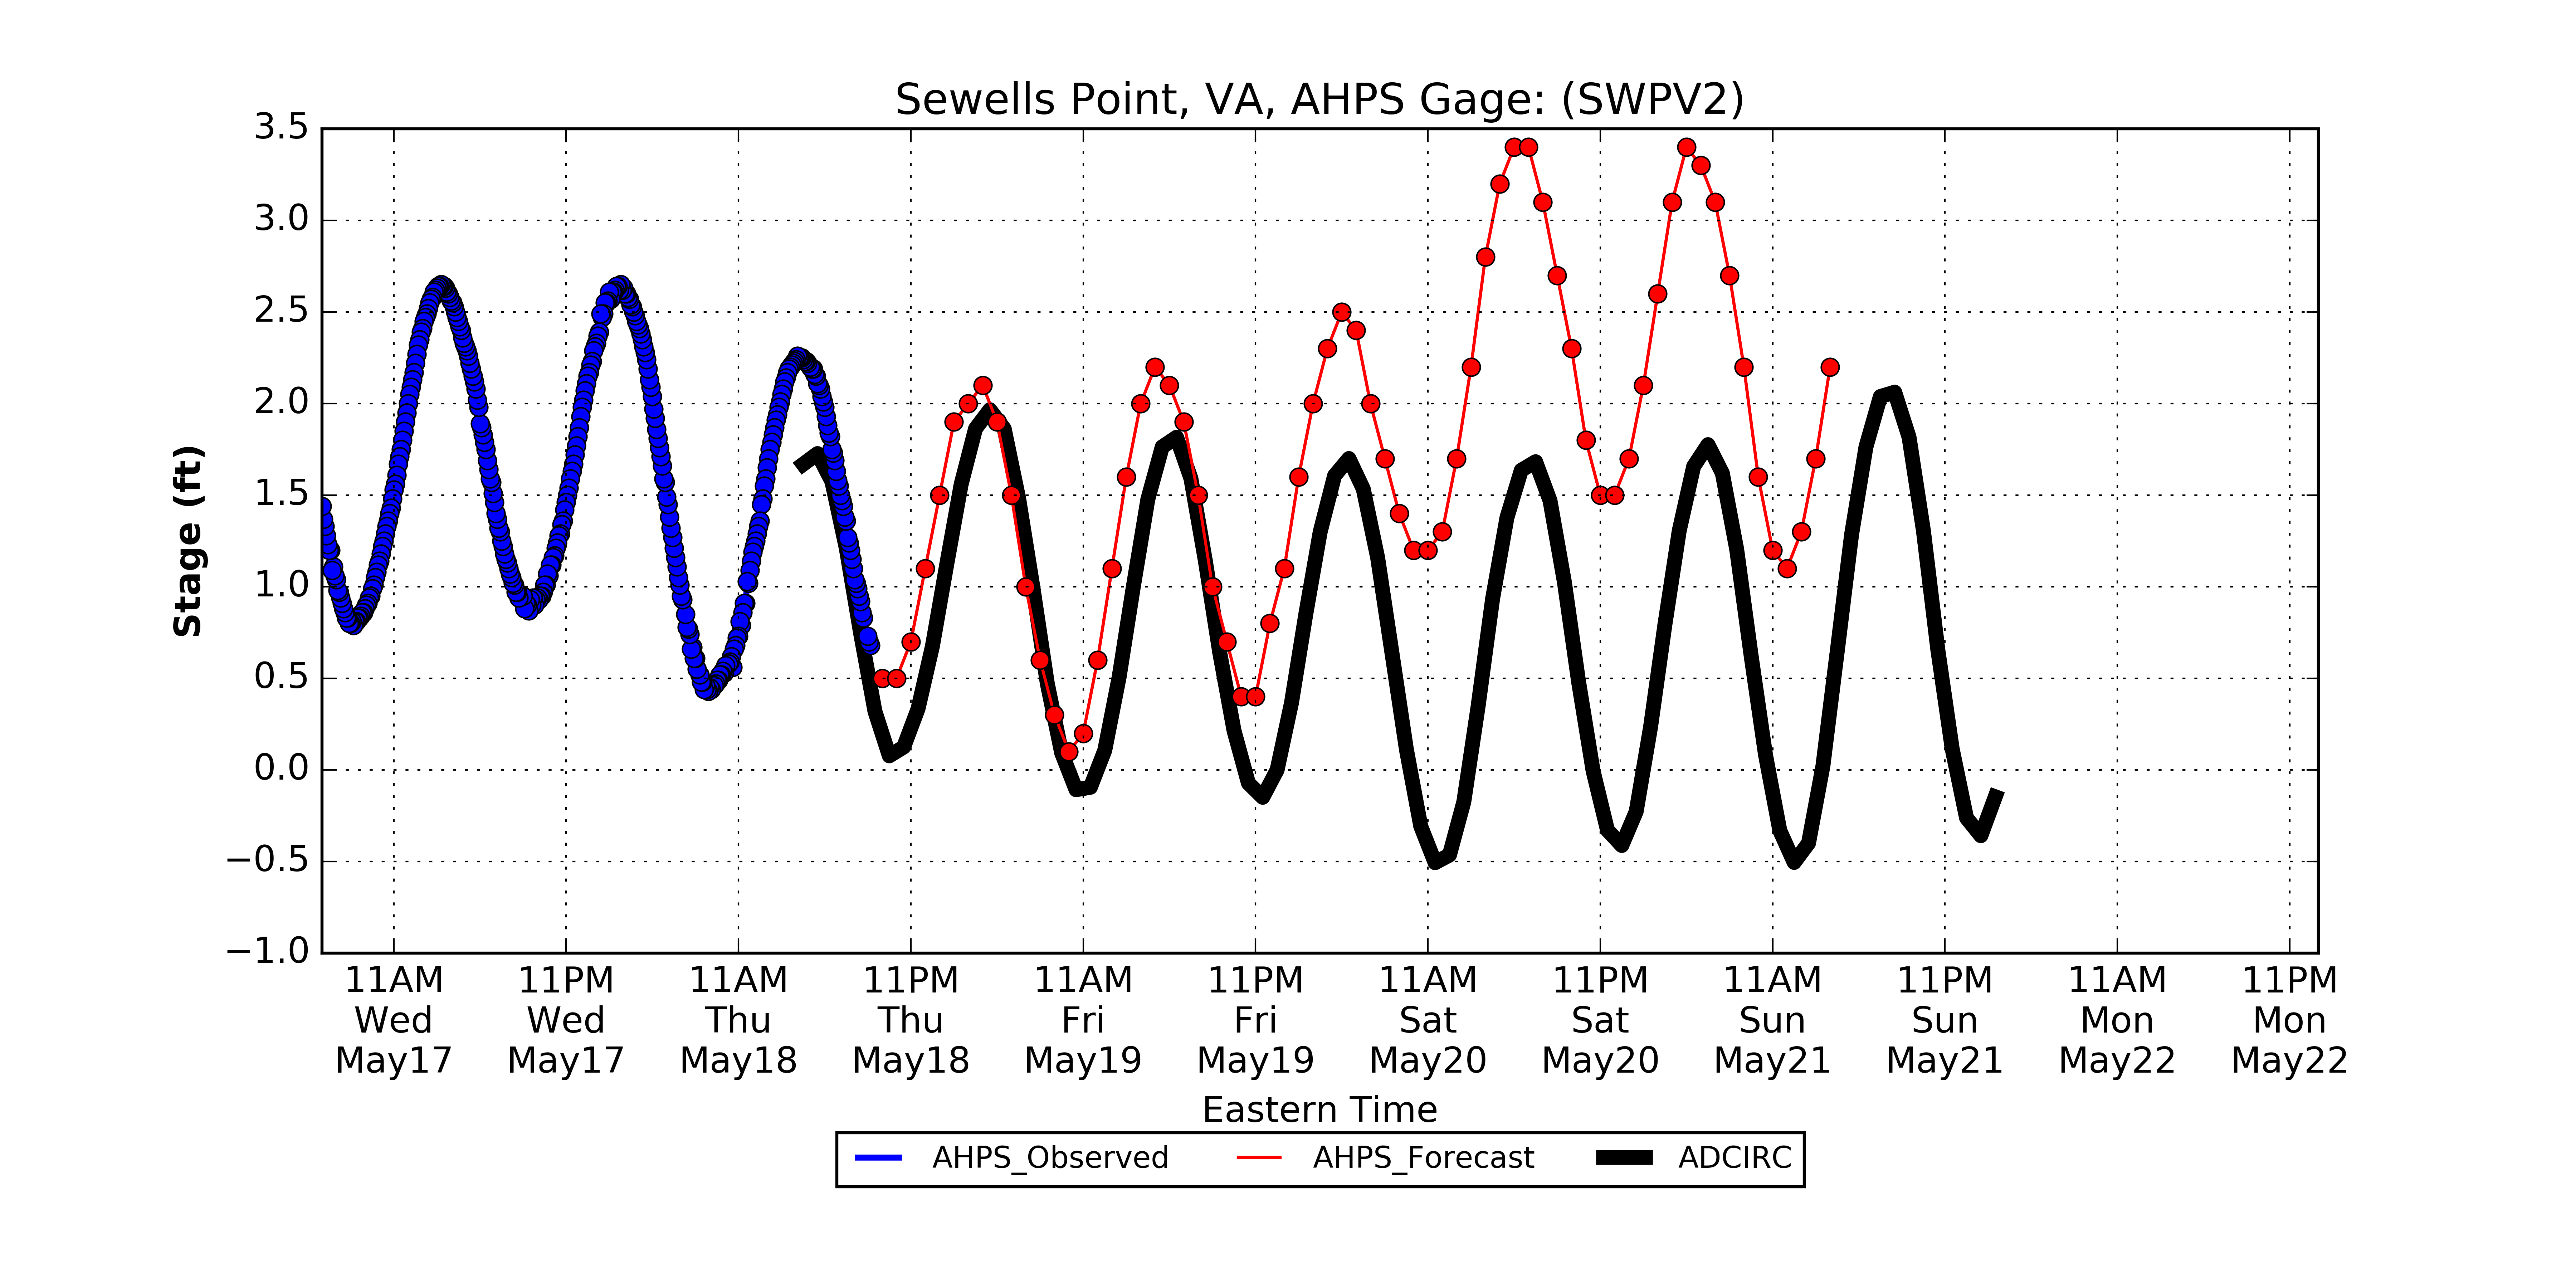 Sewells Point, VA, AHPS Gage: (SWPV2)
3.5
3.0
2.5
2.0
1.5
1.0
0.5
0.0
−0.5
−1.0
Stage (ft)
11AM 11PM 11AM 11PM 11AM 11PM 11AM 11PM 11AM 11PM 11AM 11PM
Wed Wed Thu Thu Fri Fri Sat Sat Sun Sun Mon Mon
May17 May17 May18 May18 May19 May19 May20 May20 May21 May21 May22 May22
Eastern Time
AHPS_Observed AHPS_Forecast ADCIRC